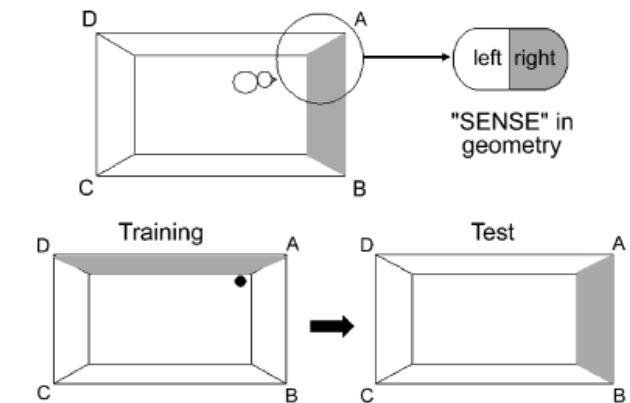 D
A
left right
"SENSE" in
geometry
C
B
Training
Test
D
A
D
A
C
B
C
B